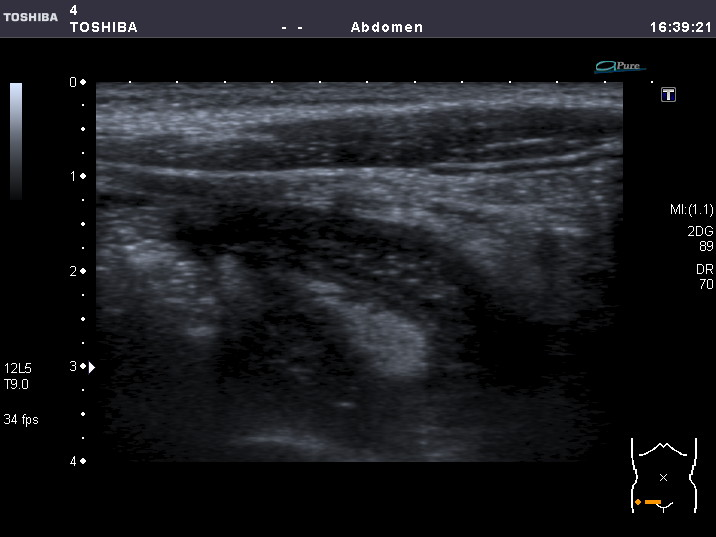 TOSHIBA
4
TOSHIBA - - Abdomen 16:39:21
Pure
T
0
1
2
3
4
MI:(1.1)
2DG
89
DR
70
12L5
T9.0
34 fps